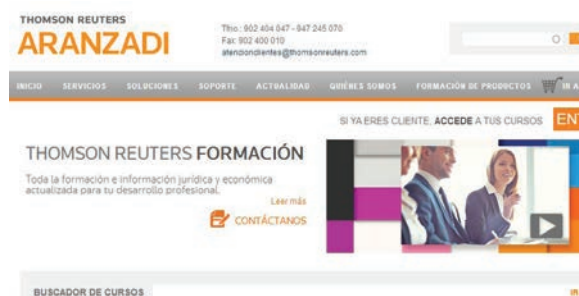 THOMSON REUTERS
ARANZADI
Tfno.: 902 404 047 - 947 245 070
Fax: 902 400 010
atencionclientes@thomsonreuters.com
INICIO SERVICIOS SOLUCIONES SOPORTE ACTUALIDAD QUIÉNES SOMOS FORMACIÓN DE PRODUCTOS IR A
SI YA ERES CLIENTE, ACCEDE A TUS CURSOS
THOMSON REUTERS FORMACIÓN
Toda la formación e información jurídica y económica
actualizada para tu desarrollo profesional.
Leer más
CONTÁCTANOS
BUSCADOR DE CURSOS